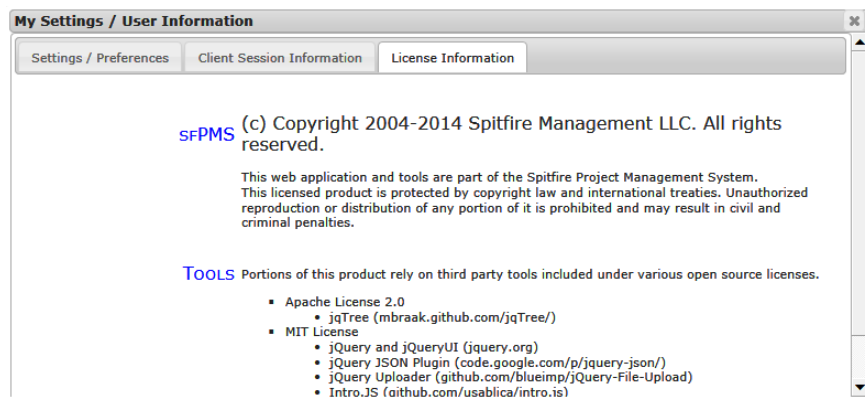 My Settings / User Information
Settings / Preferences
Client Session Information
License Information
SFPMS
(c) Copyright 2004-2014 Spitfire Management LLC. All rights
reserved.
This web application and tools are part of the Spitfire Project Management System.
This licensed product is protected by copyright law and international treaties. Unauthorized
reproduction or distribution of any portion of it is prohibited and may result in civil and
criminal penalties.
TOOLS
Portions of this product rely on third party tools included under various open source licenses.
Apache License 2.0
jqTree (mbraak.github.com/jqTree/)
MIT License
jQuery and jQueryUI (jquery.org)
jQuery JSON Plugin (code.google.com/p/jquery-json/)
jQuery Uploader (github.com/blueimp/jQuery-File-Upload)
Intro.JS (github.com/usablica/intro.js)